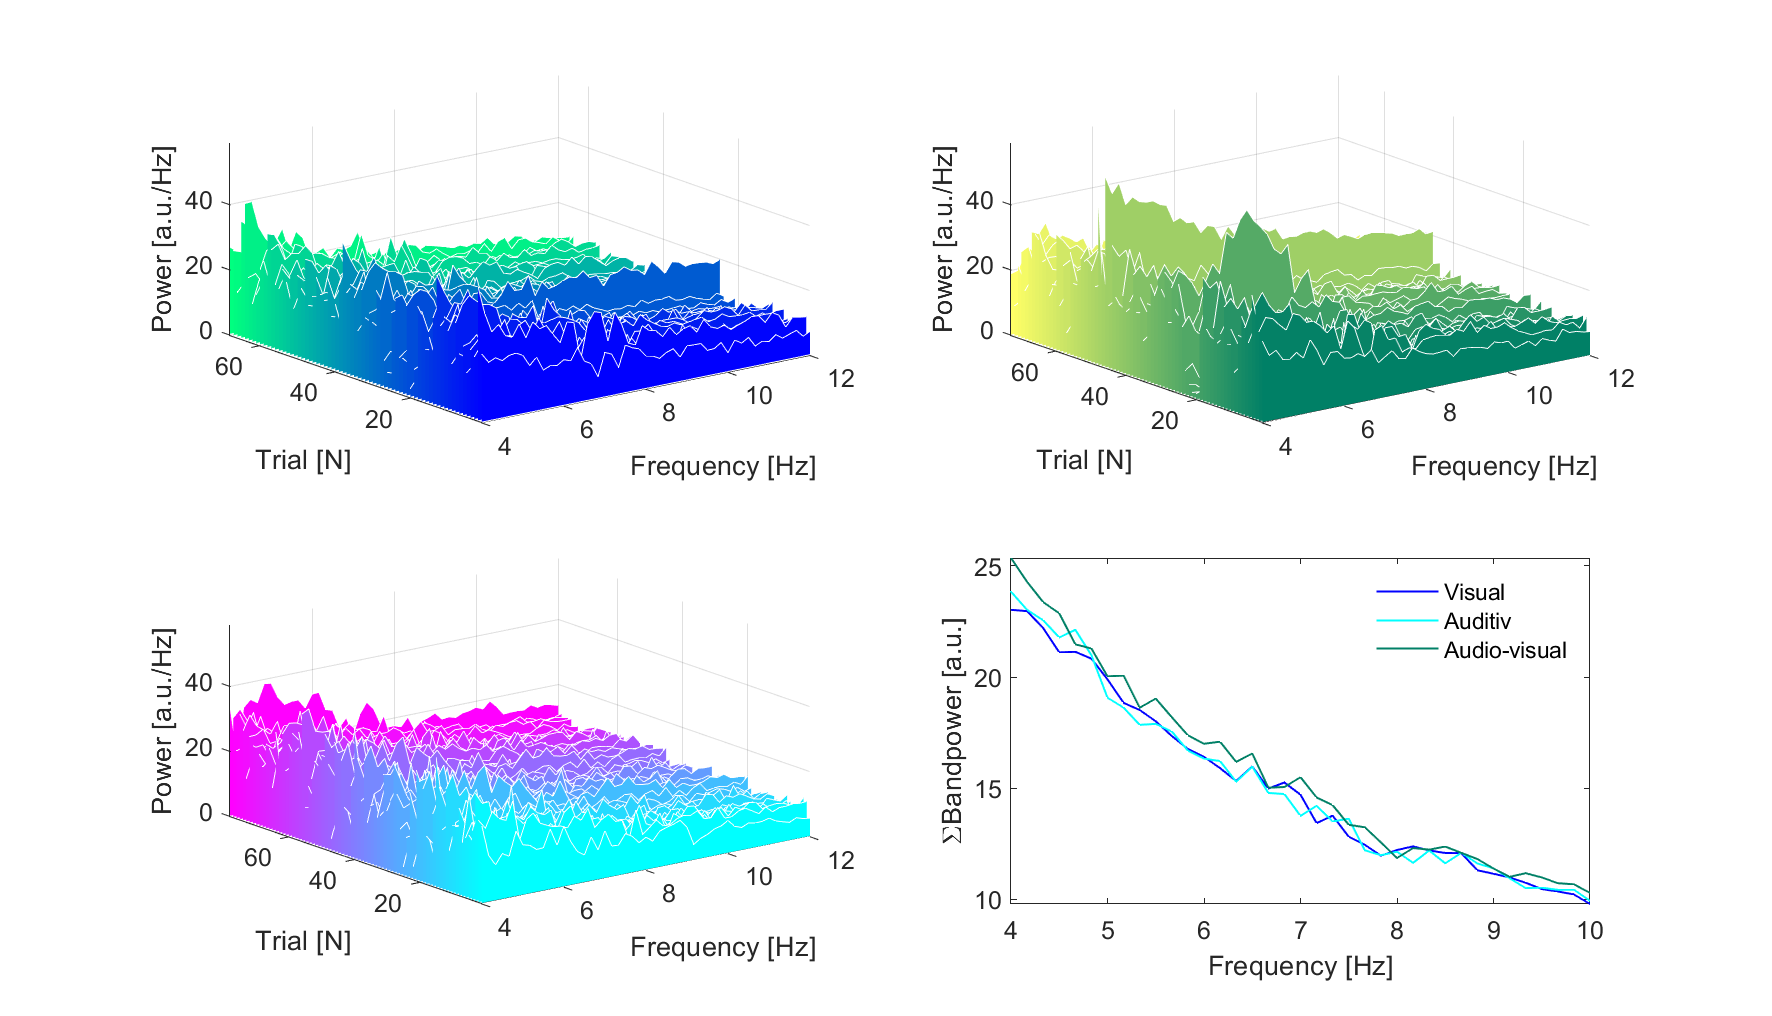 Power [a.u./Hz]
40
20
0
60
40
20
Trial [N]
4
6
8
10
12
Frequency [Hz]
Power [a.u./Hz]
40
20
0
60
40
20
Trial [N]
4
6
8
10
12
Frequency [Hz]
Power [a.u./Hz]
40
20
0
60
40
20
Trial [N]
4
6
8
10
12
Frequency [Hz]
ΣBandpower [a.u.]
25
20
15
10
Visual
Auditiv
Audio-visual
4 5 6 7 8 9 10
Frequency [Hz]